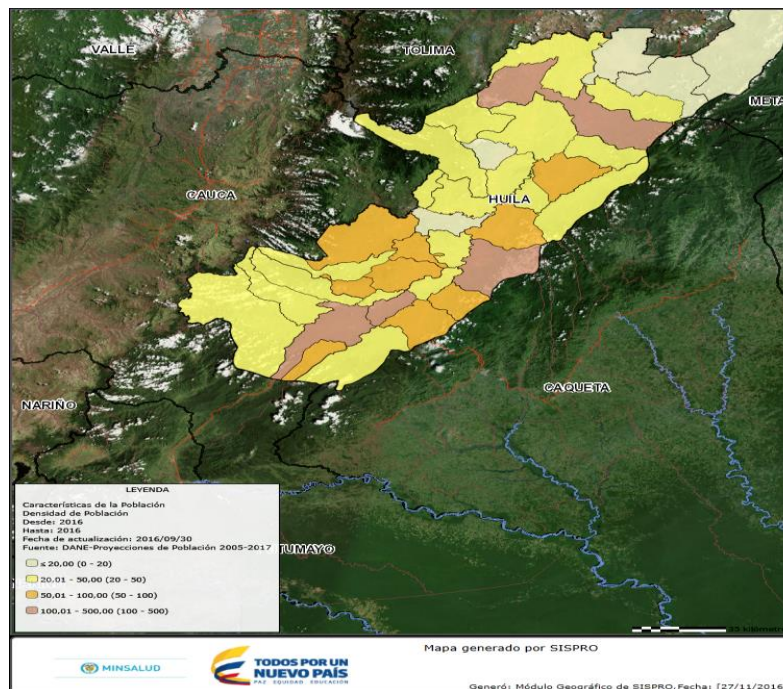 VALLE
TOLIMA
META
CAUCA
HUILA
CAQUETA
NARIÑO
LEYENDA
Características de la Población
Densidad de Población
Desde: 2016
Hasta: 2016
Fecha de actualización: 2016/09/30
Fuente: DANE-Proyecciones de Población 2005-2017
≤ 20,00 (0 - 20)
20,01 - 50,00 (20 - 50)
50,01 - 100,00 (50 - 100)
100,01 - 500,00 (100 - 500)
TUMAYO
35 kilómetr
Mapa generado por SISPRO
MINSALUD
TODOS POR UN
NUEVO PAÍS
PAZ EQUIDAD EDUCACIÓN
Generó: Módulo Geográfico de SISPRO,Fecha: [27/11/2016